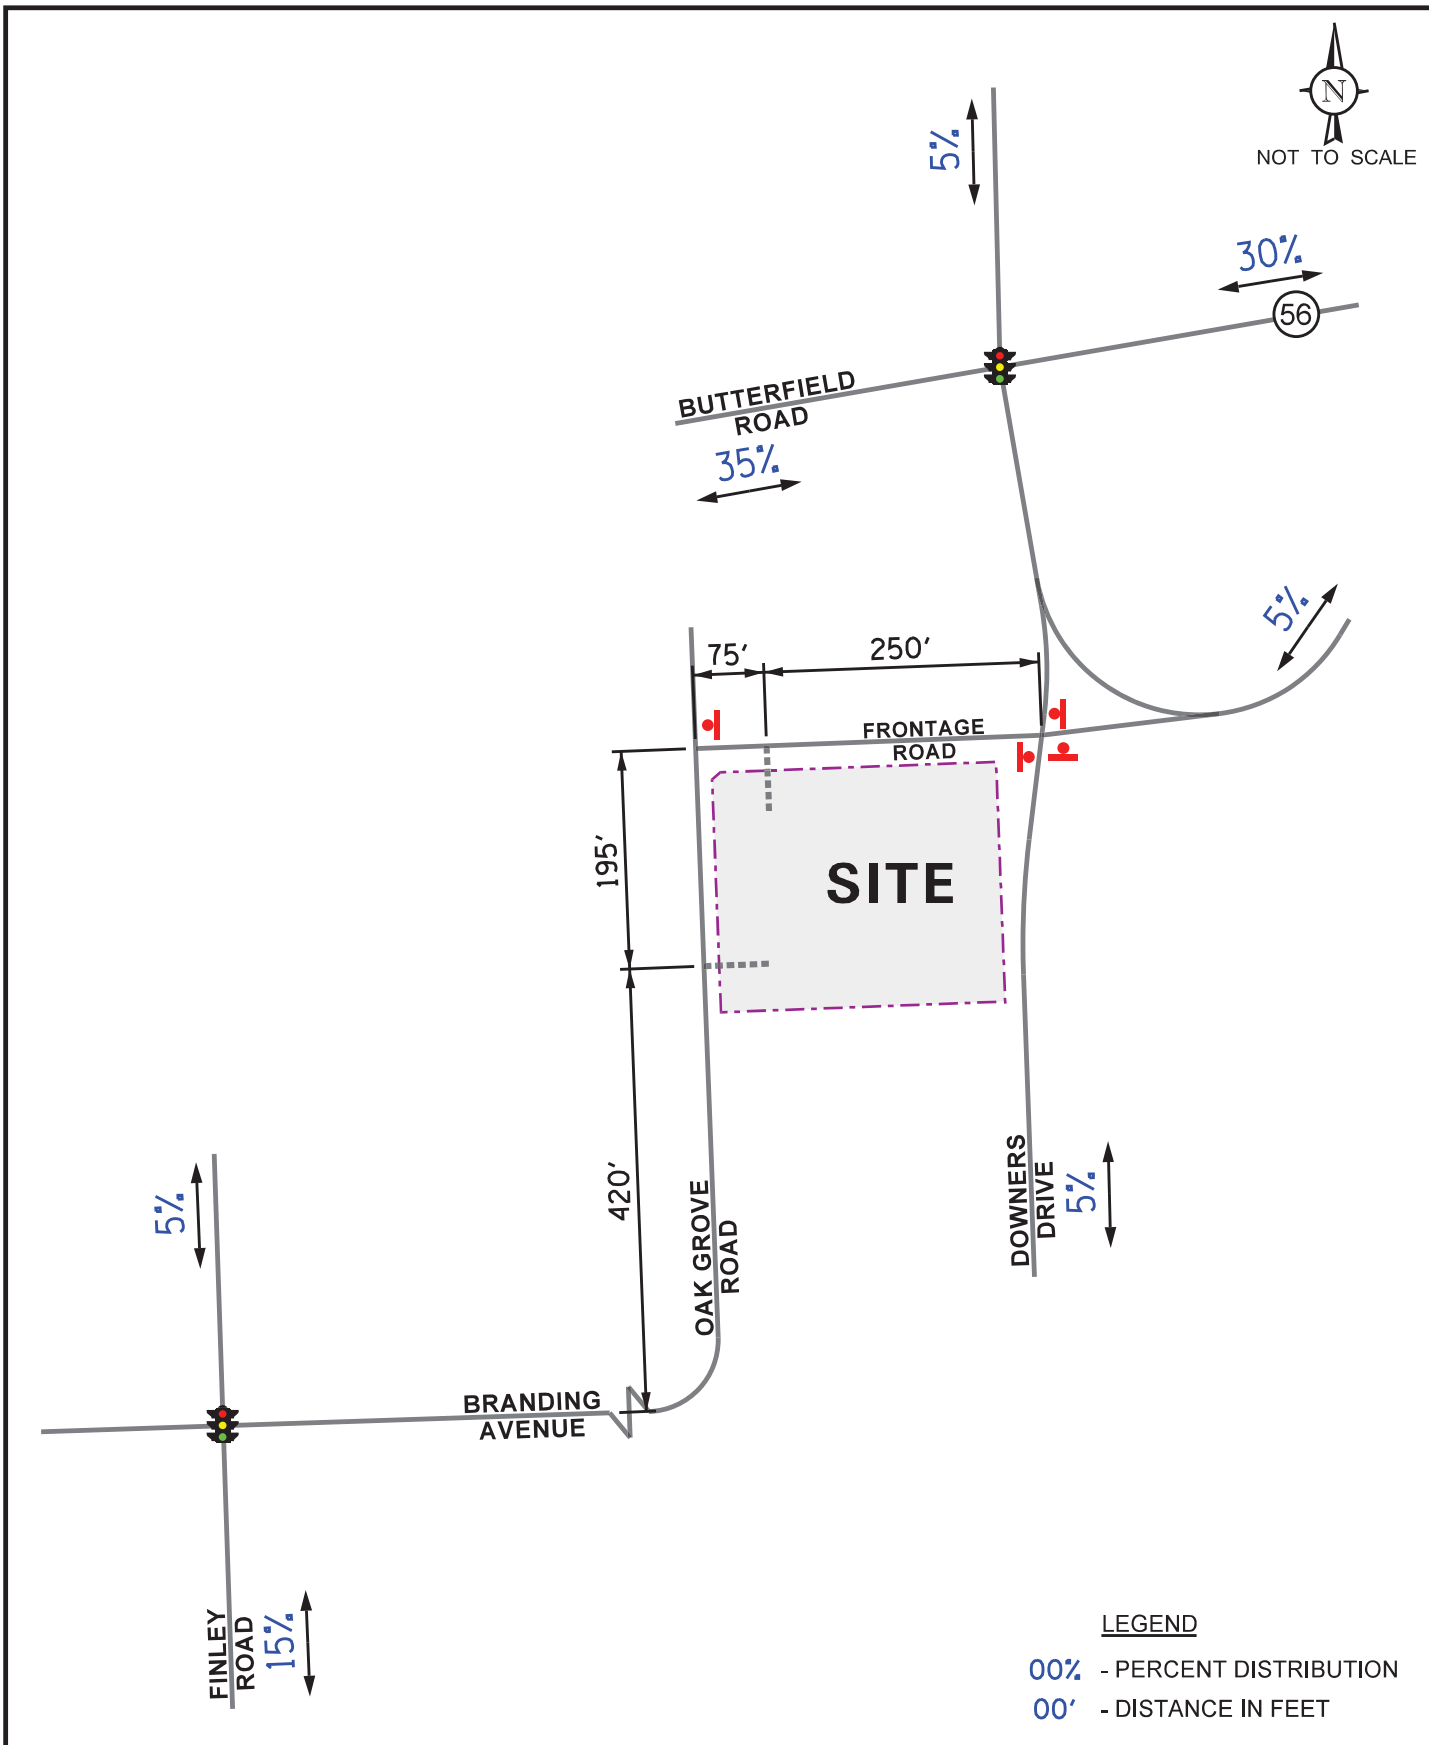 N
NOT TO SCALE
5%
30%
56
BUTTERFIELD
ROAD
35%
5%
75'
250'
FRONTAGE
ROAD
195'
SITE
420'
OAK GROVE
ROAD
DOWNERS
DRIVE
5%
5%
BRANDING
AVENUE
FINLEY
ROAD
15%
LEGEND
00% - PERCENT DISTRIBUTION
00' - DISTANCE IN FEET